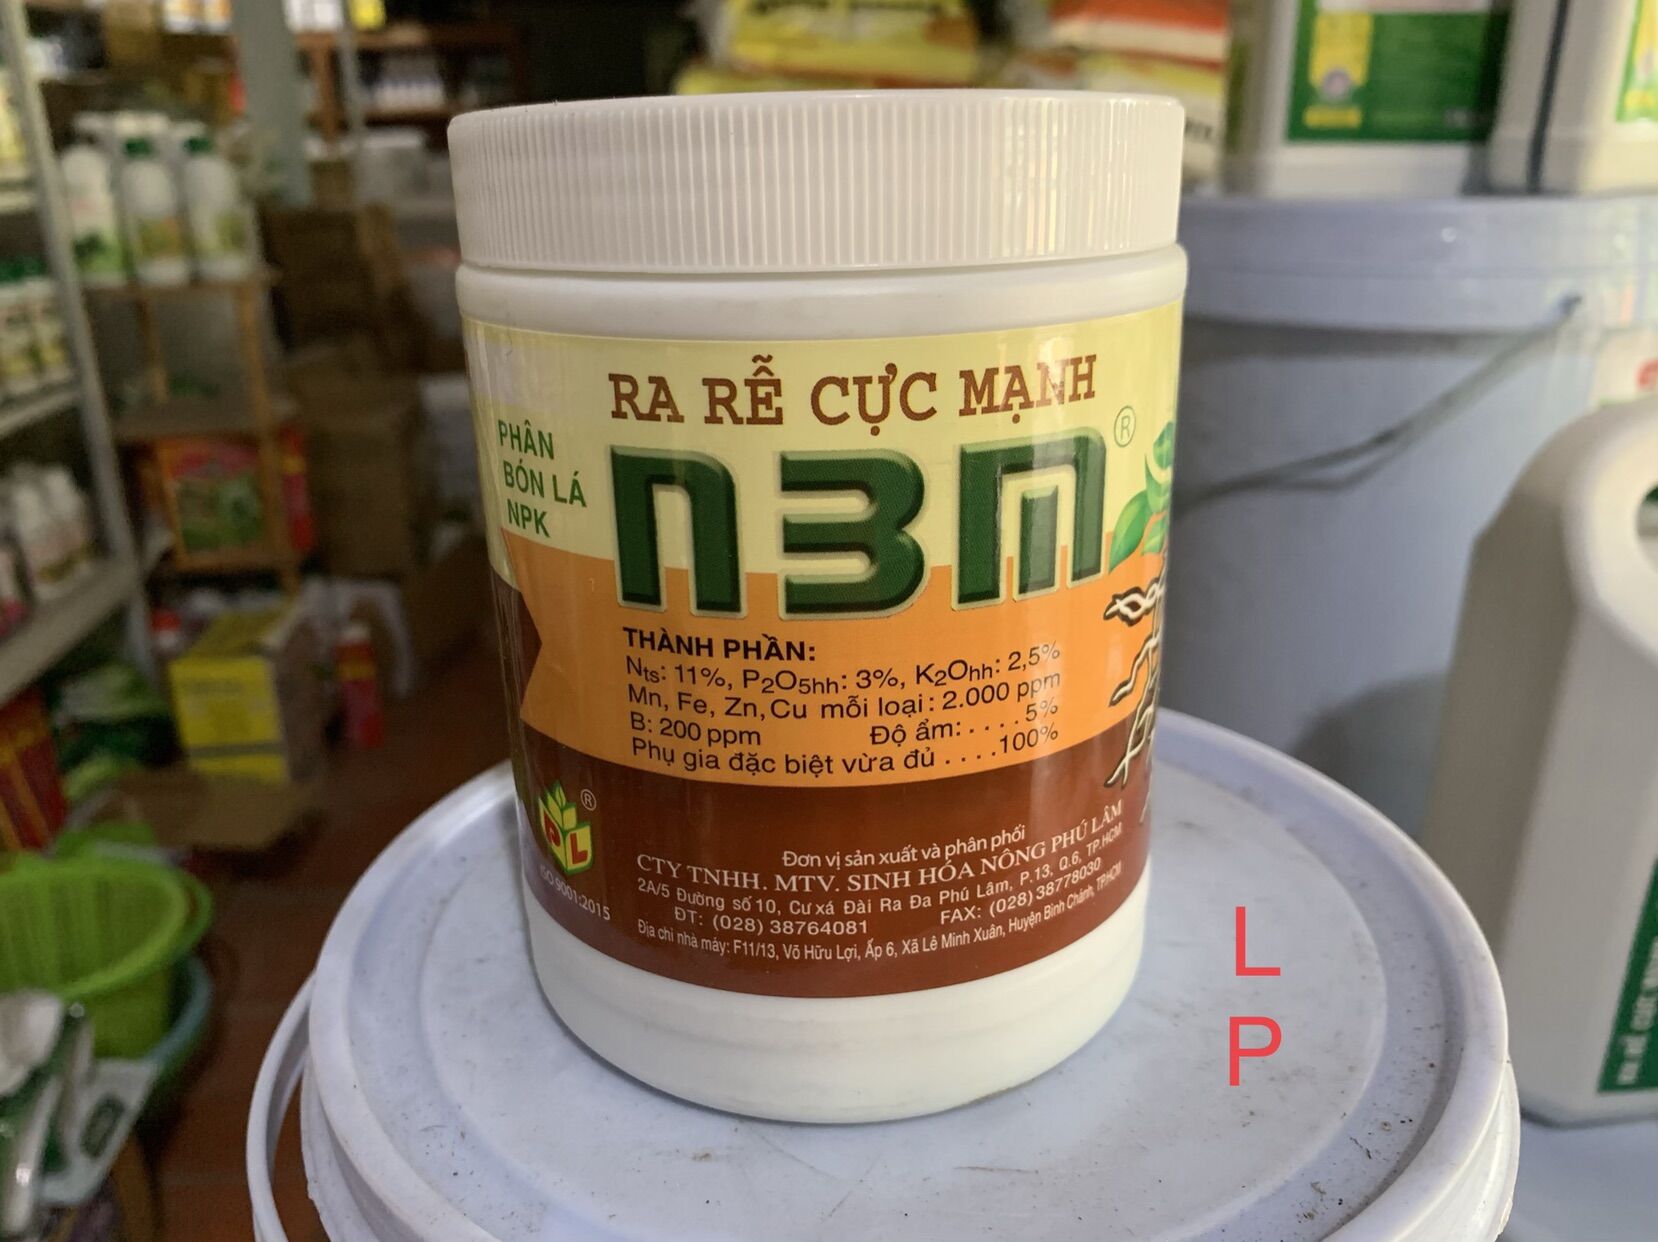 RA RỄ CỰC MẠNH
PHÂN
BÓN LÁ
NPK
N3M ®
THÀNH PHẦN:
Nts: 11%, P2O5hh: 3%, K2Ohh: 2,5%
Mn, Fe, Zn, Cu mỗi loại: 2.000 ppm
B: 200 ppm Độ ẩm: . . . . 5%
Phụ gia đặc biệt vừa đủ . . . .100%
PL ®
ISO 9001:2015
Đơn vị sản xuất và phân phối
CTY TNHH. MTV. SINH HÓA NÔNG PHÚ LÂM
2A/5 Đường số 10, Cư xá Đài Ra Đa Phú Lâm, P.13, Q.6, TP.HCM
ĐT: (028) 38764081 FAX: (028) 38778030
Địa chỉ nhà máy: F11/13, Võ Hữu Lợi, Ấp 6, Xã Lê Minh Xuân, Huyện Bình Chánh, TP.HCM
L
P